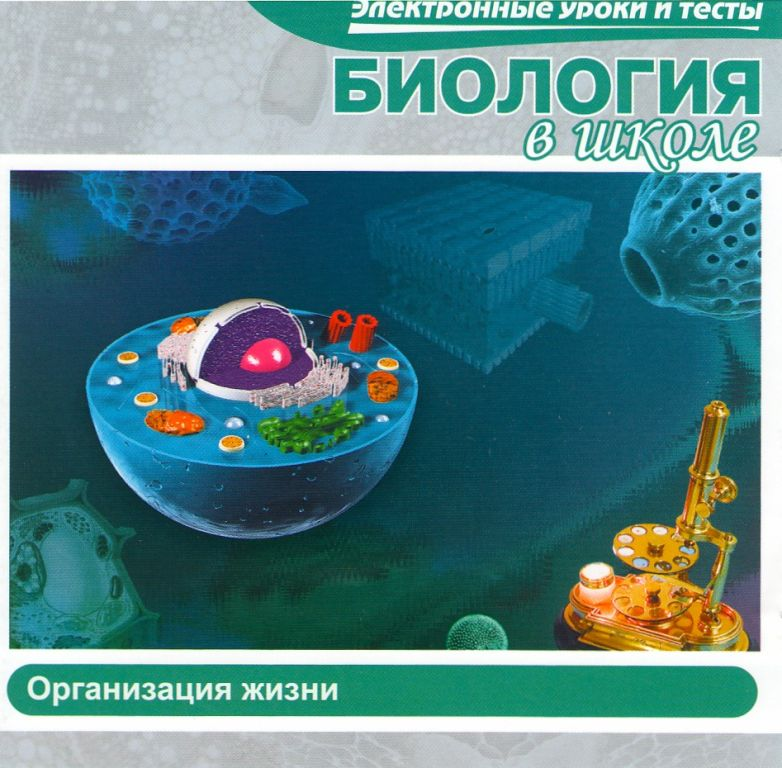 Электронные уроки и тесты
БИОЛОГИЯ
в школе
Организация жизни